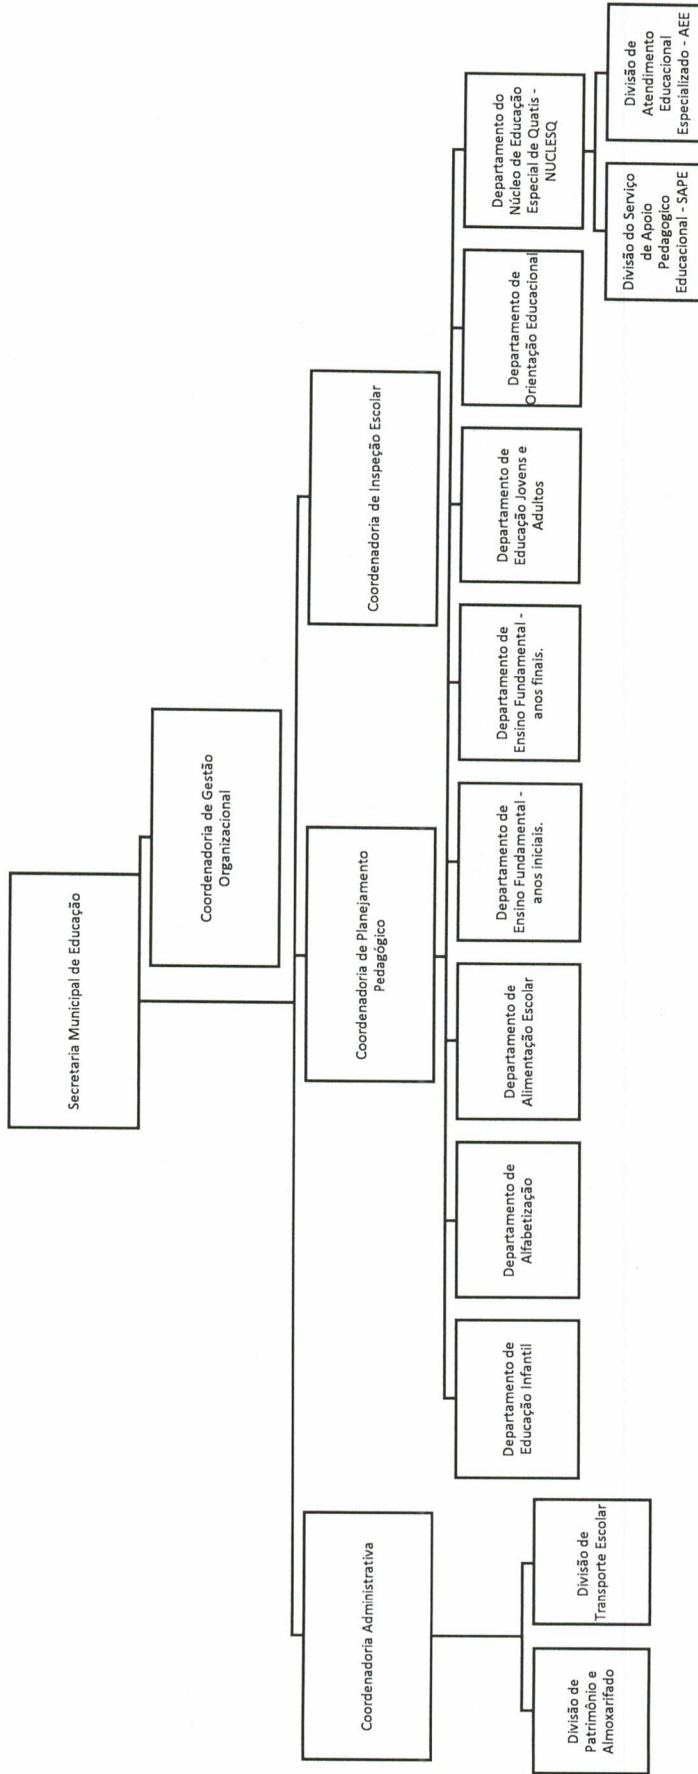 Secretaria Municipal de Educação
Coordenadoria de Gestão
Organizacional
Coordenadoria Administrativa
Coordenadoria de Planejamento
Pedagógico
Coordenadoria de Inspeção Escolar
Divisão de
Patrimônio e
Almoxarifado
Divisão de
Transporte Escolar
Departamento de
Educação Infantil
Departamento de
Alfabetização
Departamento de
Alimentação Escolar
Departamento de
Ensino Fundamental -
anos iniciais.
Departamento de
Ensino Fundamental -
anos finais.
Departamento de
Educação Jovens e
Adultos
Departamento de
Orientação Educacional
Departamento do
Núcleo de Educação
Especial de Quatis -
NUCLESQ
Divisão do Serviço
de Apoio
Pedagogico
Educacional - SAPE
Divisão de
Atendimento
Educacional
Especializado - AEE